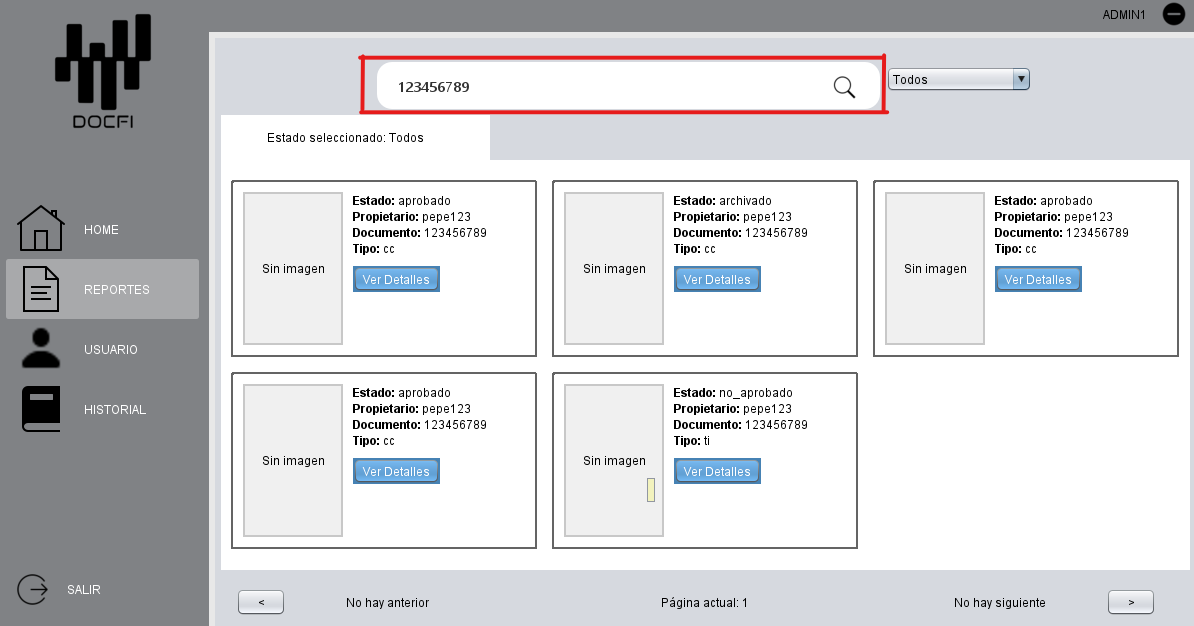 ADMIN1
DOCFI
123456789
Todos
Estado seleccionado: Todos
HOME
REPORTES
USUARIO
HISTORIAL
SALIR
Sin imagen
Estado: aprobado
Propietario: pepe123
Documento: 123456789
Tipo: cc
Ver Detalles
Sin imagen
Estado: archivado
Propietario: pepe123
Documento: 123456789
Tipo: cc
Ver Detalles
Sin imagen
Estado: aprobado
Propietario: pepe123
Documento: 123456789
Tipo: cc
Ver Detalles
Sin imagen
Estado: aprobado
Propietario: pepe123
Documento: 123456789
Tipo: cc
Ver Detalles
Sin imagen
Estado: no_aprobado
Propietario: pepe123
Documento: 123456789
Tipo: ti
Ver Detalles
<
No hay anterior
Página actual: 1
No hay siguiente
>